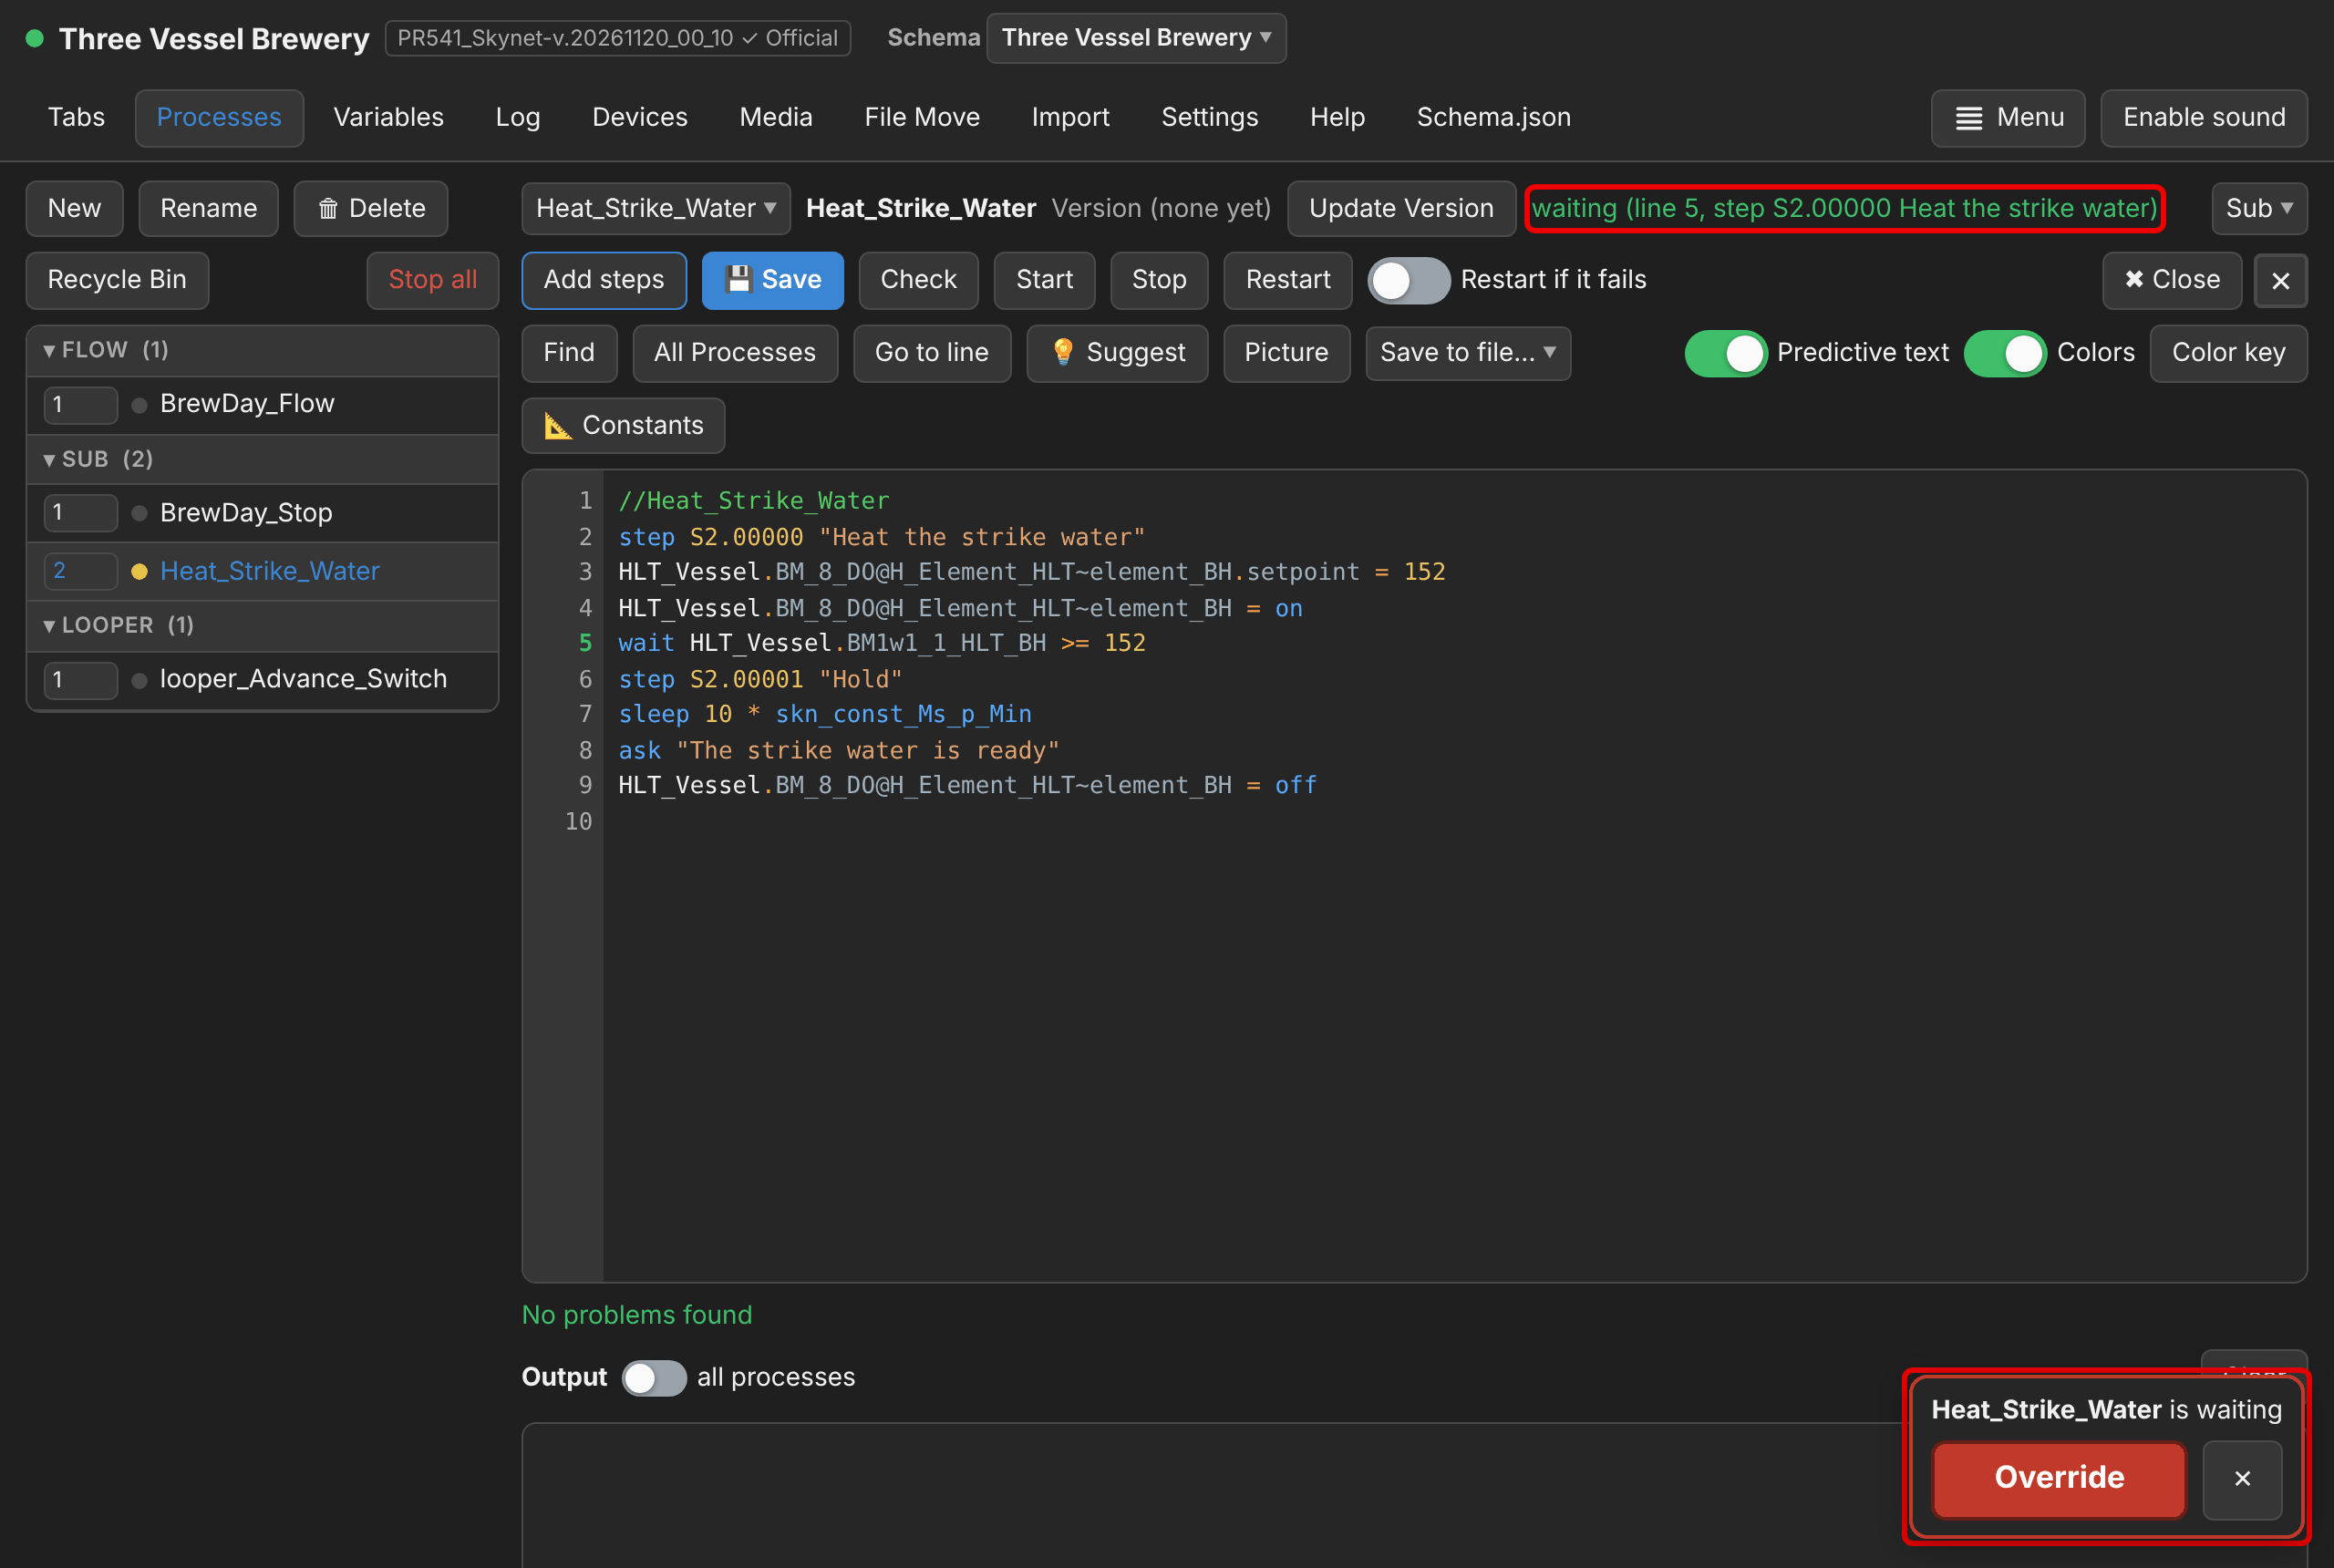 Three Vessel Brewery PR541_Skynet-v.20261120_00_10 ✓ Official Schema Three Vessel Brewery ▾
Tabs Processes Variables Log Devices Media File Move Import Settings Help Schema.json Menu Enable sound
New Rename 🗑 Delete Heat_Strike_Water ▾ Heat_Strike_Water Version (none yet) Update Version waiting (line 5, step S2.00000 Heat the strike water) Sub ▾
Recycle Bin Stop all Add steps 💾 Save Check Start Stop Restart Restart if it fails ✖ Close ✕
▾ FLOW (1) Find All Processes Go to line 💡 Suggest Picture Save to file... ▾ Predictive text Colors Color key
1 BrewDay_Flow
📐 Constants
▾ SUB (2)
1 BrewDay_Stop
2 Heat_Strike_Water
▾ LOOPER (1)
1 looper_Advance_Switch
1 //Heat_Strike_Water
2 step S2.00000 "Heat the strike water"
3 HLT_Vessel.BM_8_DO@H_Element_HLT~element_BH.setpoint = 152
4 HLT_Vessel.BM_8_DO@H_Element_HLT~element_BH = on
5 wait HLT_Vessel.BM1w1_1_HLT_BH >= 152
6 step S2.00001 "Hold"
7 sleep 10 * skn_const_Ms_p_Min
8 ask "The strike water is ready"
9 HLT_Vessel.BM_8_DO@H_Element_HLT~element_BH = off
10
No problems found
Output all processes
Heat_Strike_Water is waiting
Override ✕